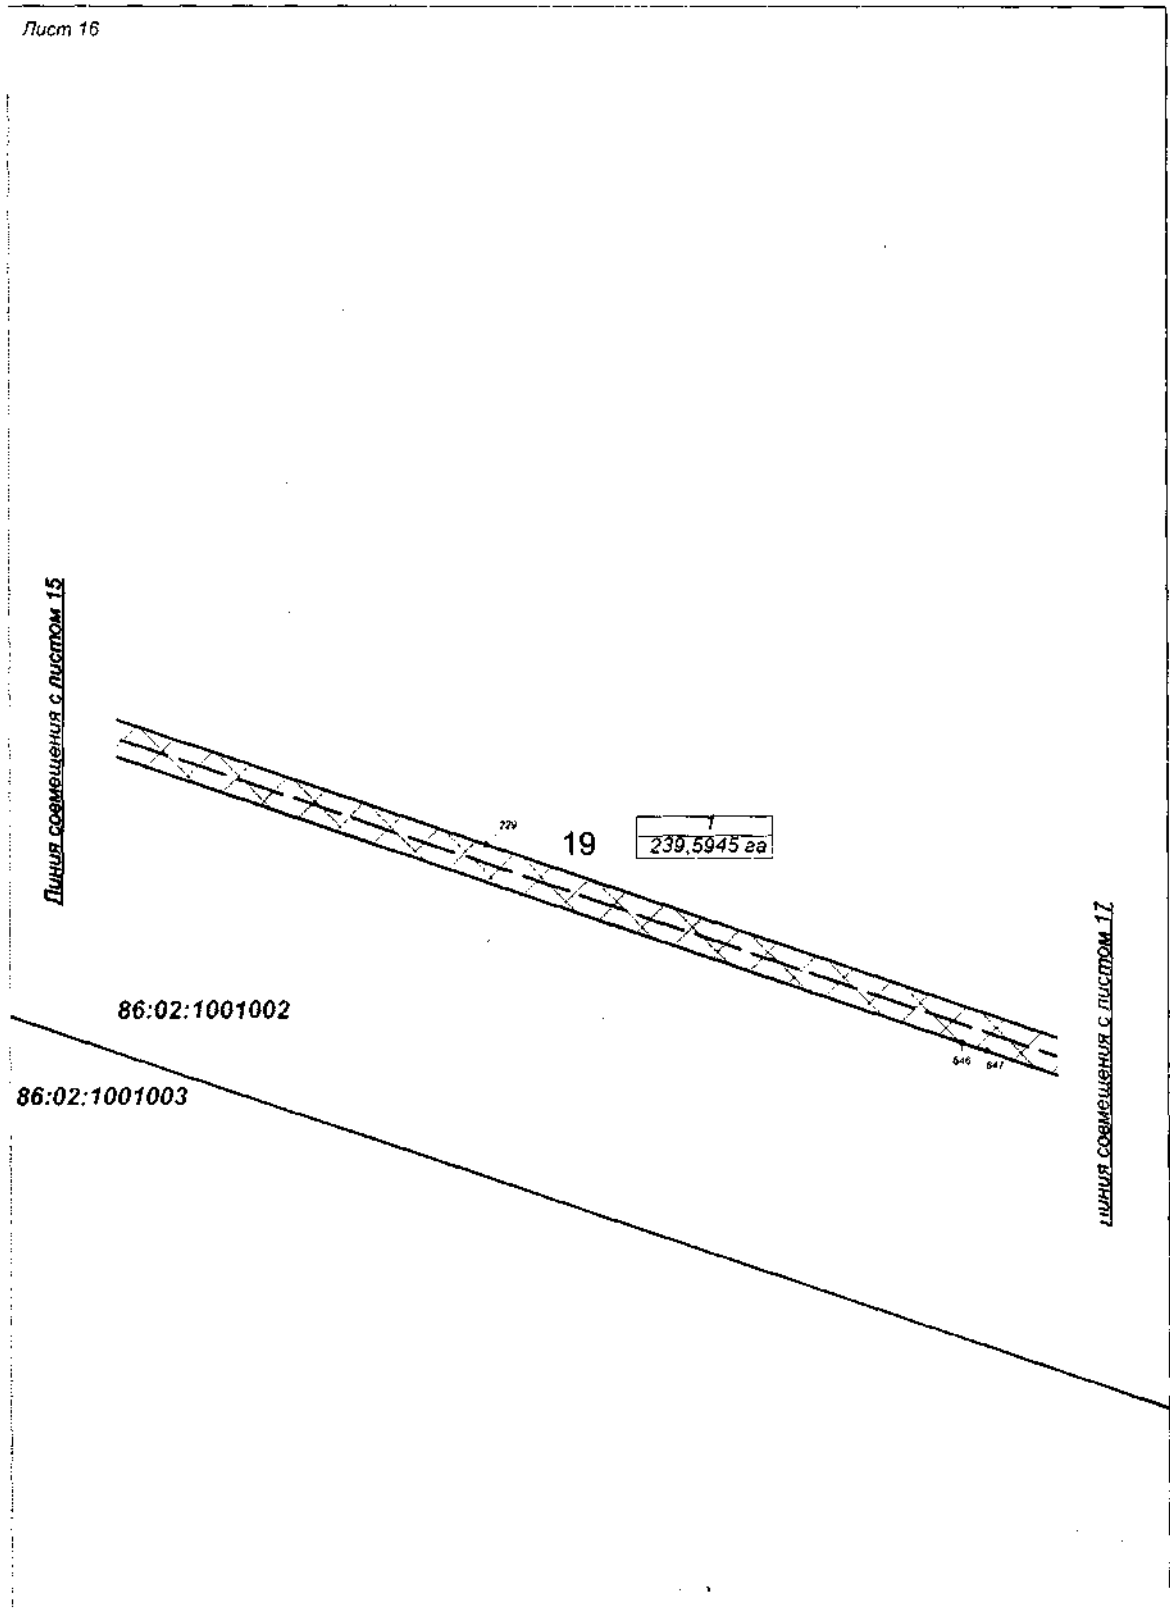 Лист 16
Линия совмещения с листом 15
229
19
1
239,5945 га
Линия совмещения с листом 17
86:02:1001002
646
647
86:02:1001003